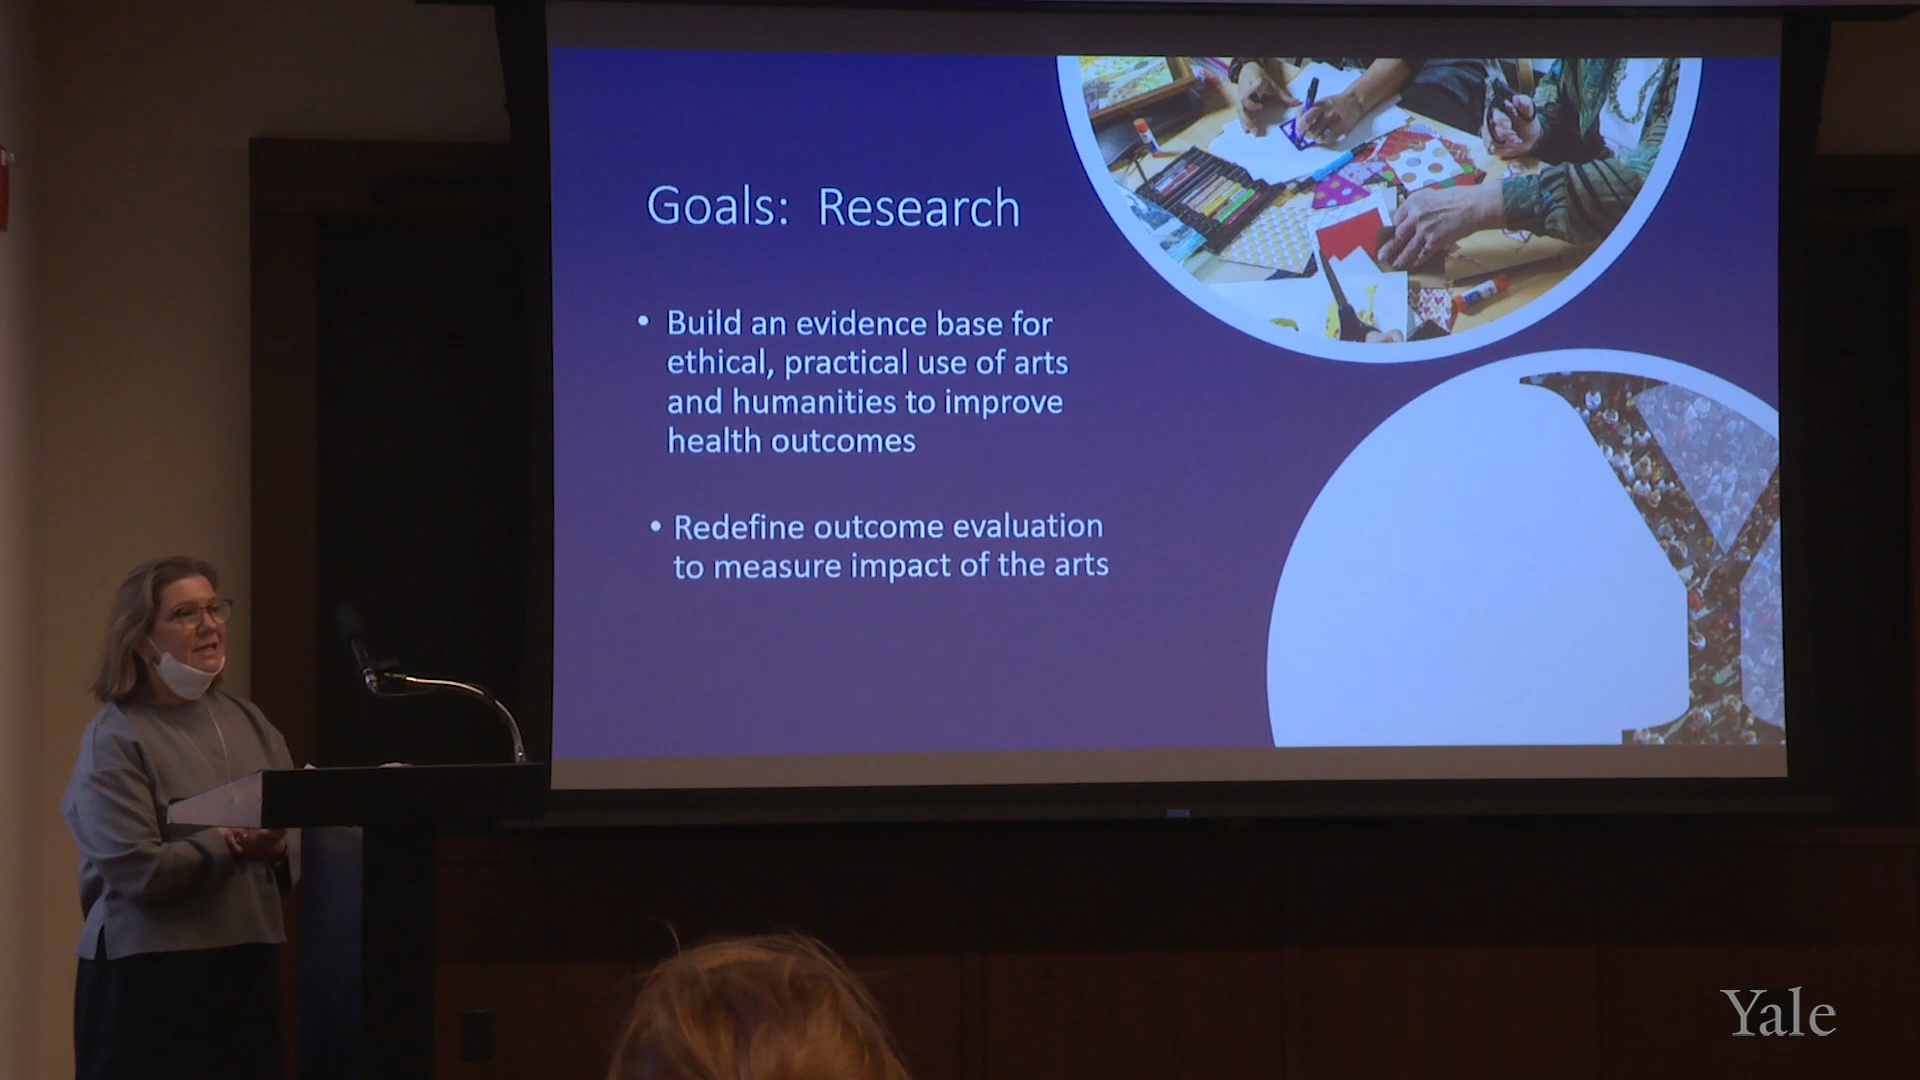 Goals: Research
• Build an evidence base for
ethical, practical use of arts
and humanities to improve
health outcomes
• Redefine outcome evaluation
to measure impact of the arts
Yale